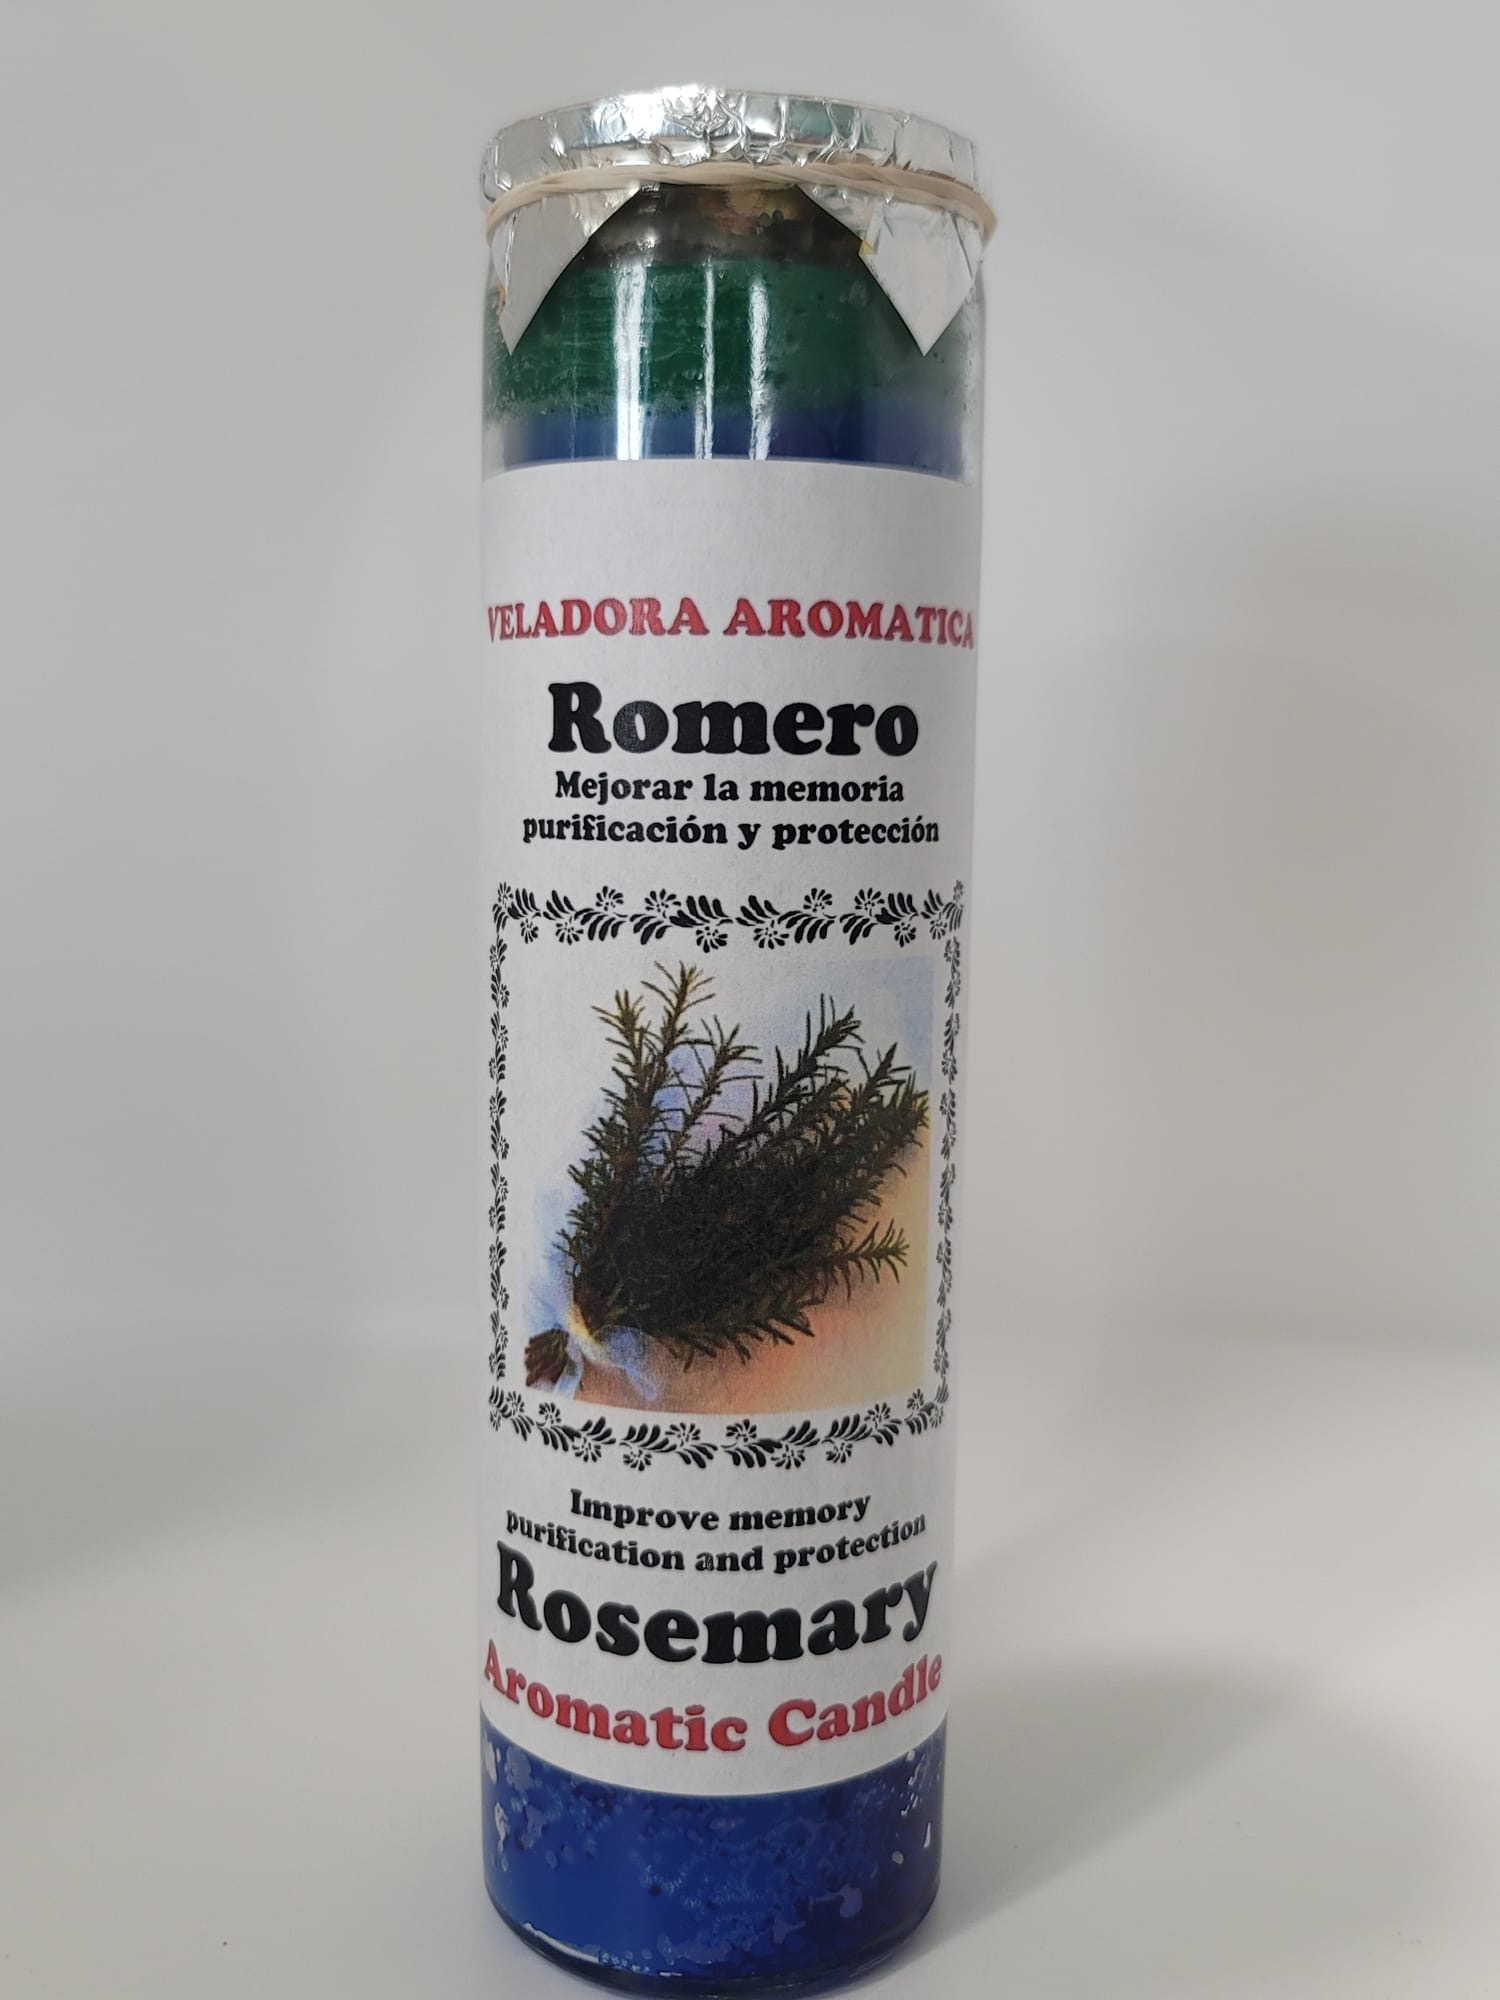 VELADORA AROMATICA
Romero
Mejorar la memoria
purificación y protección
Improve memory
purification and protection
Rosemary
Aromatic Candle